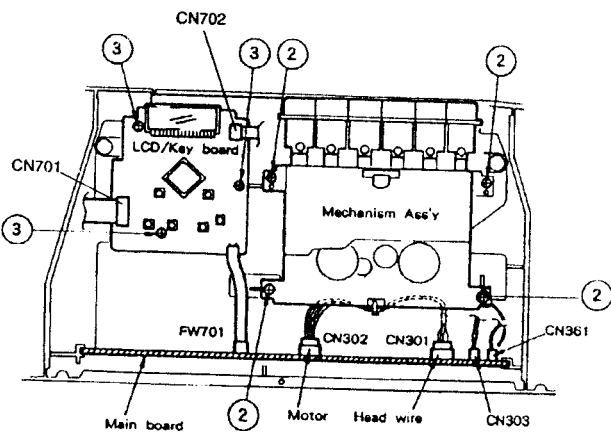 CN702
3
3
2
2
LCD/Key board
CN701
Mechanism Ass'y
3
2
FW701
CN302
CN301
CN361
2
Main board
Motor
Head wire
CN303